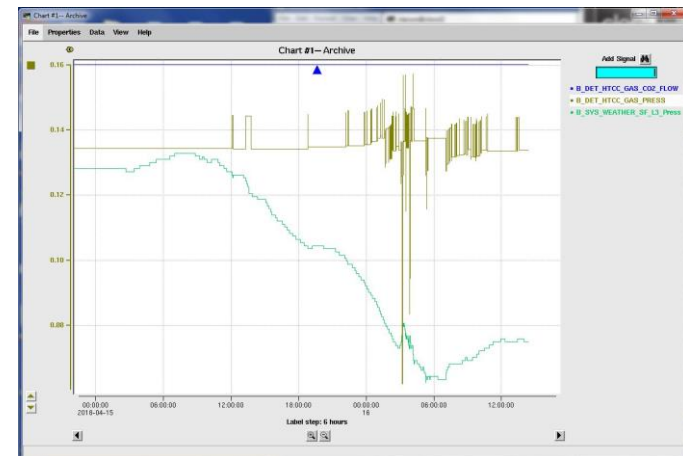 Chart #1-- Archive
File Properties Data View Help
Chart #1-- Archive
Add Signal
B_DET_HTCC_GAS_CO2_FLOW
B_DET_HTCC_GAS_PRESS
B_SYS_WEATHER_SF_L3_Press
0.16
0.14
0.12
0.10
0.08
00:00:00 06:00:00 12:00:00 18:00:00 00:00:00 06:00:00 12:00:00
2018-04-15 16
Label step: 6 hours